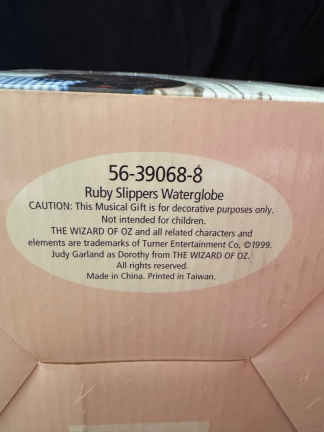 56-39068-8
Ruby Slippers Waterglobe
CAUTION: This Musical Gift is for decorative purposes only.
Not intended for children.
THE WIZARD OF OZ and all related characters and
elements are trademarks of Turner Entertainment Co. ©1999.
Judy Garland as Dorothy from THE WIZARD OF OZ.
All rights reserved.
Made in China. Printed in Taiwan.